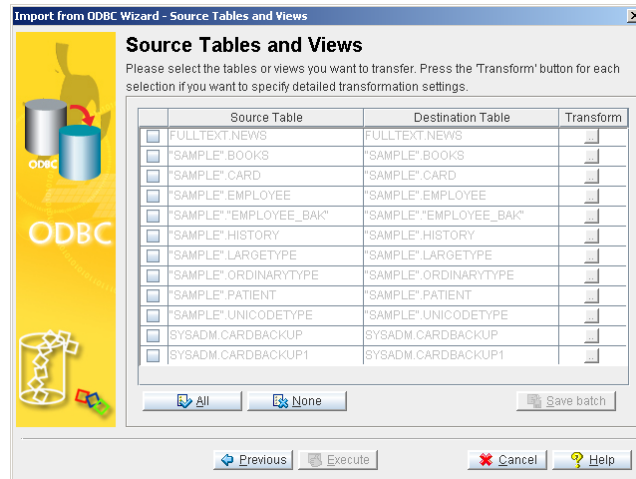 Import from ODBC Wizard - Source Tables and Views
Source Tables and Views
Please select the tables or views you want to transfer. Press the 'Transform' button for each
selection if you want to specify detailed transformation settings.
Source Table Destination Table Transform
FULLTEXT.NEWS FULLTEXT.NEWS ...
"SAMPLE".BOOKS "SAMPLE".BOOKS ...
"SAMPLE".CARD "SAMPLE".CARD ...
"SAMPLE".EMPLOYEE "SAMPLE".EMPLOYEE ...
"SAMPLE"."EMPLOYEE_BAK" "SAMPLE"."EMPLOYEE_BAK" ...
"SAMPLE".HISTORY "SAMPLE".HISTORY ...
"SAMPLE".LARGETYPE "SAMPLE".LARGETYPE ...
"SAMPLE".ORDINARYTYPE "SAMPLE".ORDINARYTYPE ...
"SAMPLE".PATIENT "SAMPLE".PATIENT ...
"SAMPLE".UNICODETYPE "SAMPLE".UNICODETYPE ...
SYSADM.CARDBACKUP SYSADM.CARDBACKUP ...
SYSADM.CARDBACKUP1 SYSADM.CARDBACKUP1 ...
ODBC
ODBC
All None Save batch
Previous Execute Cancel Help